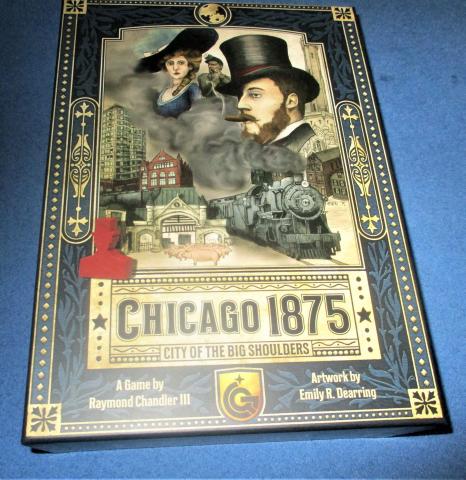 CHICAGO 1875
CITY OF THE BIG SHOULDERS
A Game by
Raymond Chandler III
Artwork by
Emily R. Dearring